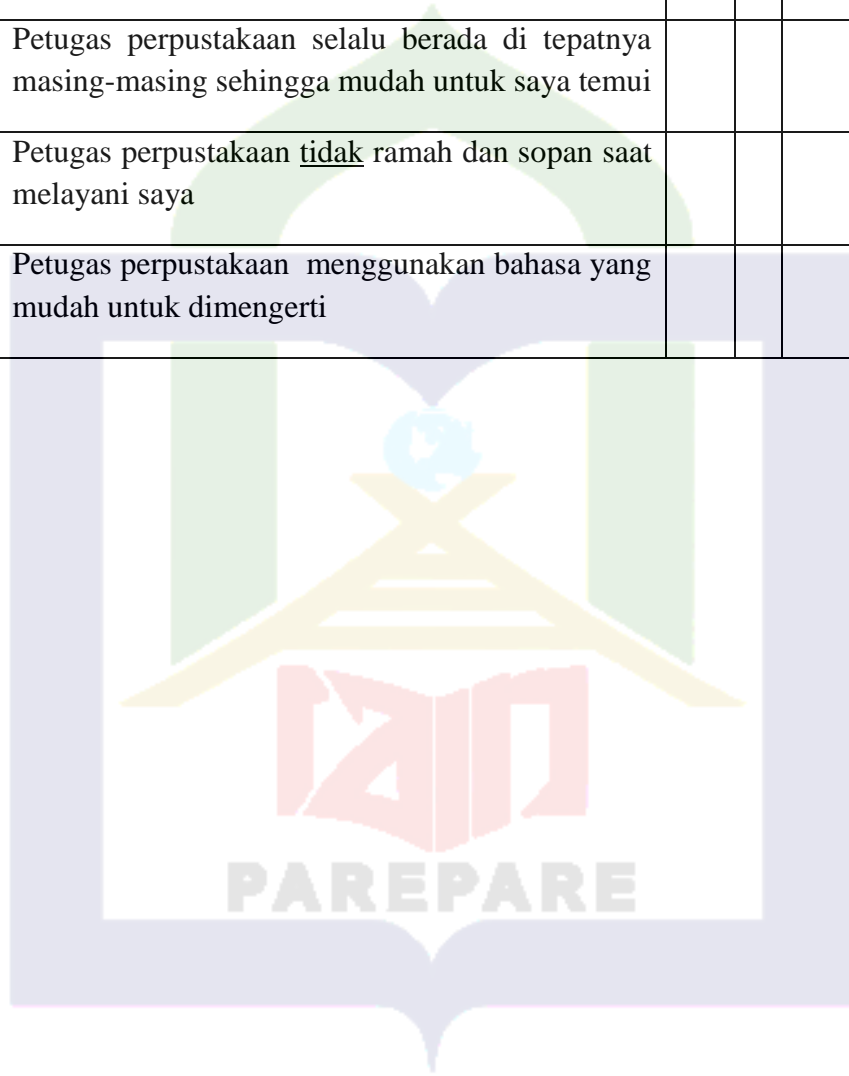 Petugas perpustakaan selalu berada di tepatnya
masing-masing sehingga mudah untuk saya temui
Petugas perpustakaan tidak ramah dan sopan saat
melayani saya
Petugas perpustakaan menggunakan bahasa yang
mudah untuk dimengerti
iain
PAREPARE